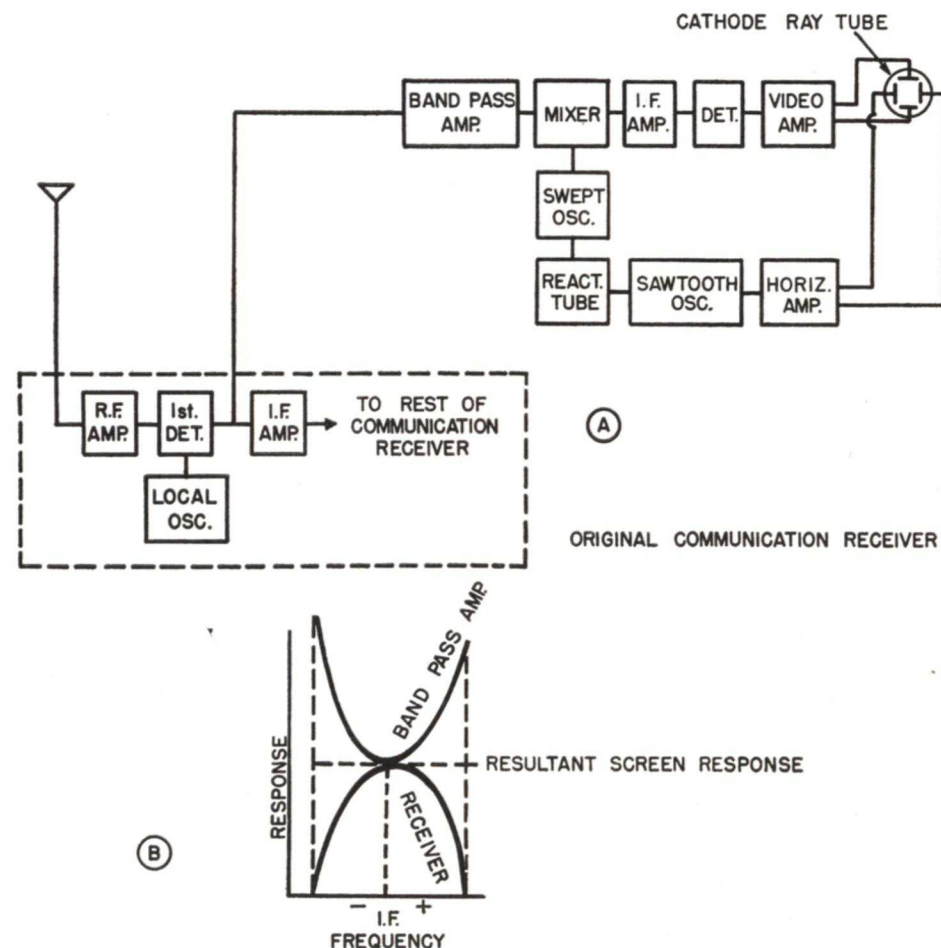 CATHODE RAY TUBE
BAND PASS
AMP.
MIXER
I.F.
AMP.
DET.
VIDEO
AMP.
SWEPT
OSC.
REACT.
TUBE
SAWTOOTH
OSC.
HORIZ.
AMP.
R.F.
AMP.
1st.
DET.
I.F.
AMP.
TO REST OF
COMMUNICATION
RECEIVER
LOCAL
OSC.
A
ORIGINAL COMMUNICATION RECEIVER
BAND PASS AMP.
RESULTANT SCREEN RESPONSE
RESPONSE
RECEIVER
B
– I.F. +
FREQUENCY